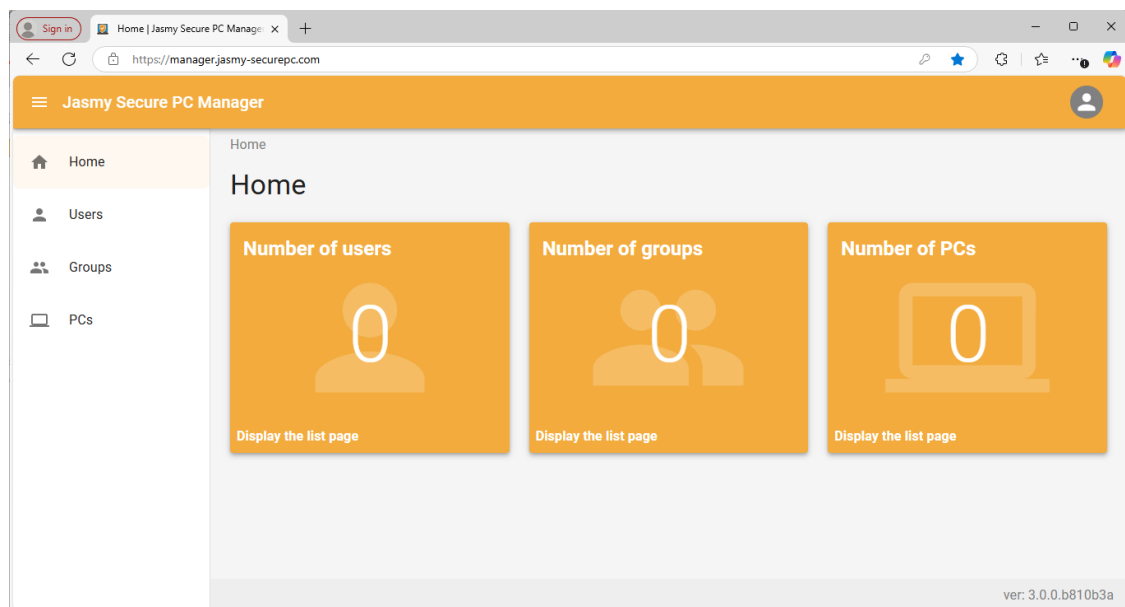 Sign in
Home | Jasmy Secure PC Manage
https://manager.jasmy-securepc.com
Jasmy Secure PC Manager
Home
Users
Groups
PCs
Home
Home
Number of users
0
Display the list page
Number of groups
0
Display the list page
Number of PCs
0
Display the list page
ver: 3.0.0.b810b3a